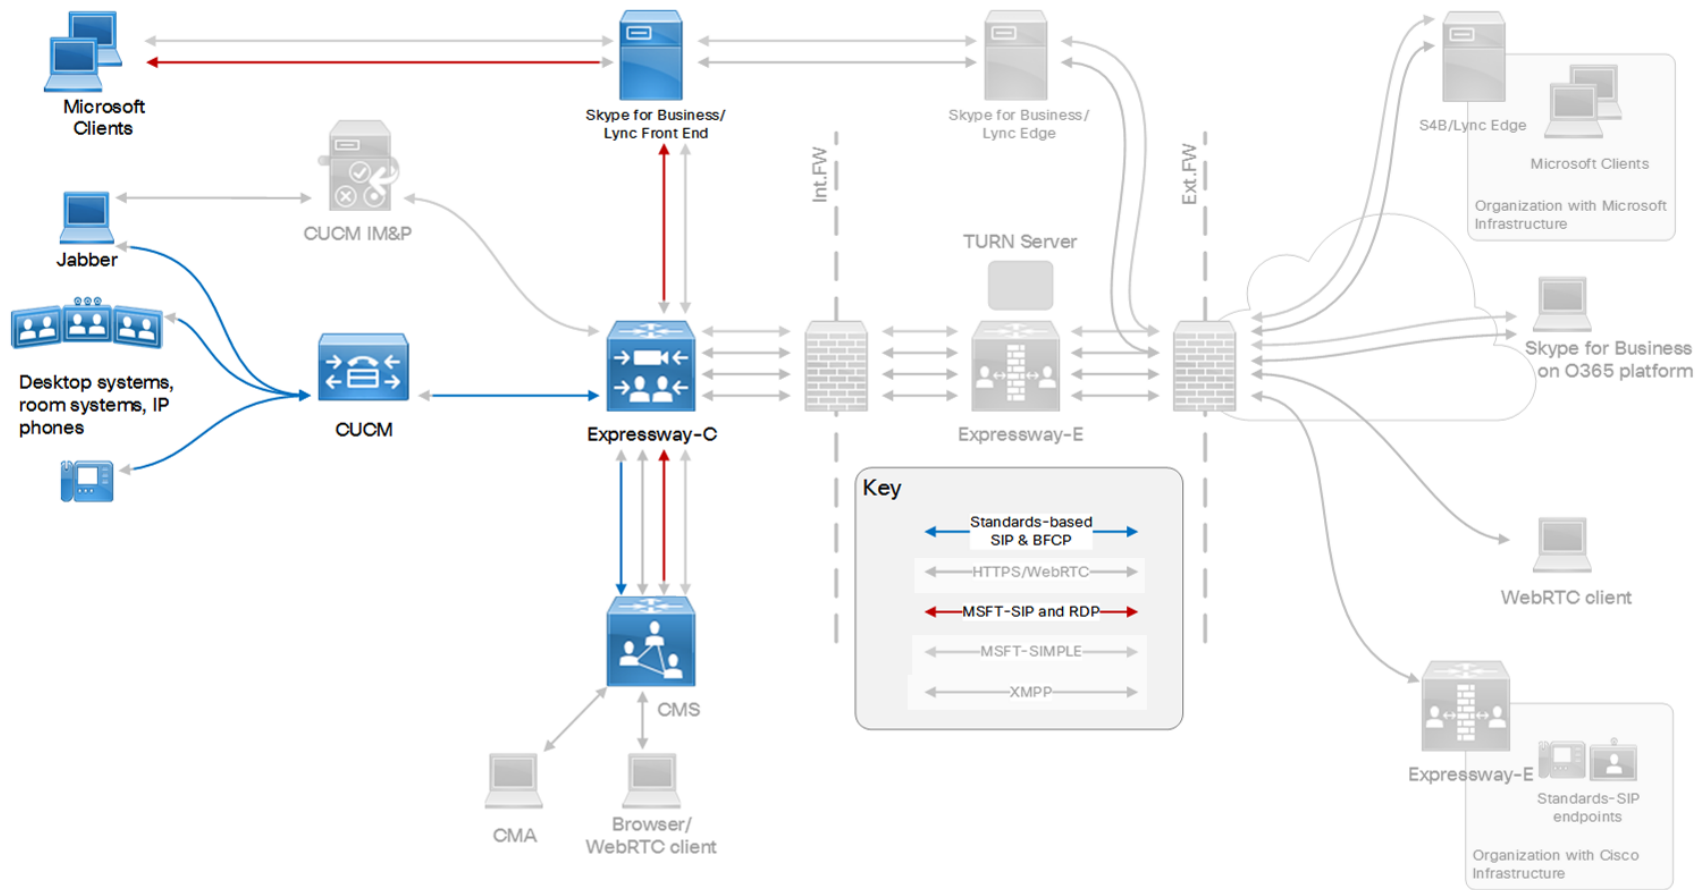 Microsoft
Clients
Skype for Business/
Lync Front End
Skype for Business/
Lync Edge
S4B/Lync Edge
Microsoft Clients
Organization with Microsoft
Infrastructure
Int.FW
Ext.FW
CUCM IM&P
Jabber
TURN Server
Desktop systems,
room systems, IP
phones
CUCM
Expressway-C
Expressway-E
Skype for Business
on O365 platform
Key
Standards-based
SIP & BFCP
HTTPS/WebRTC
MSFT-SIP and RDP
MSFT-SIMPLE
XMPP
WebRTC client
CMS
CMA
Browser/
WebRTC client
Expressway-E
Standards-SIP
endpoints
Organization with Cisco
Infrastructure